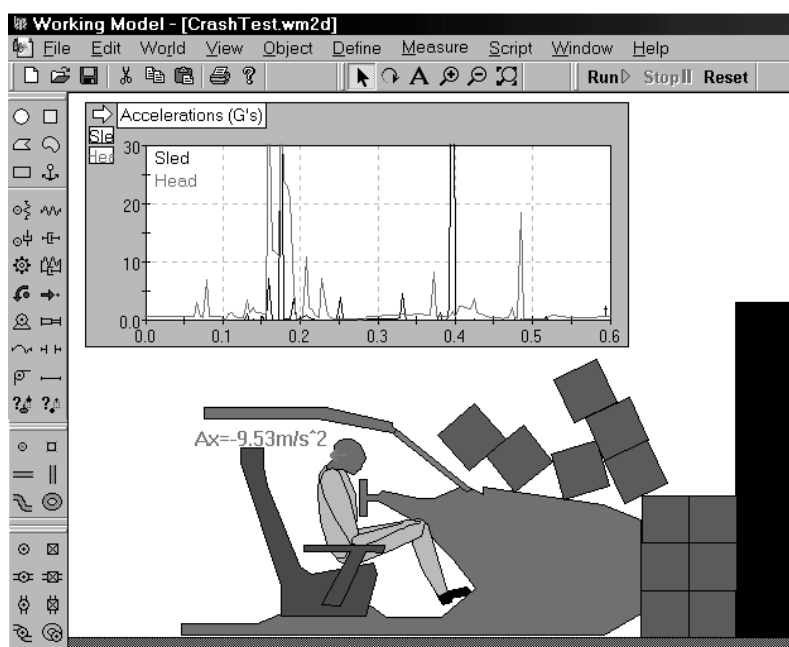 Working Model - [CrashTest.wm2d]
File Edit World View Object Define Measure Script Window Help
A Run Stop Reset
Accelerations (G's)
Sle
Hea
Sled
Head
30
20
10
0.0
0.0 0.1 0.2 0.3 0.4 0.5 0.6
Ax=-9.53m/s^2